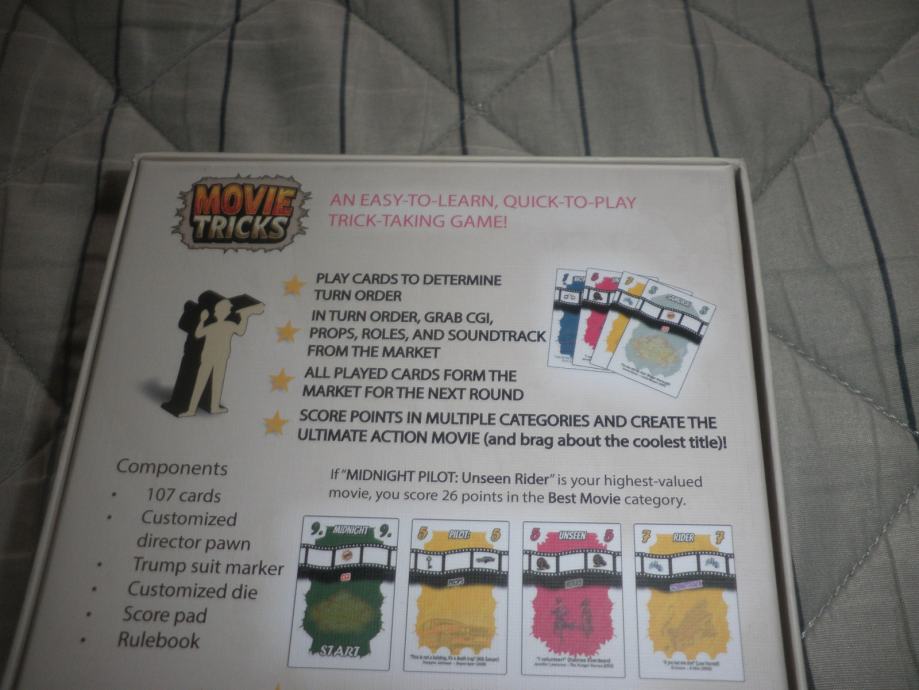 MOVIE
TRICKS
AN EASY-TO-LEARN, QUICK-TO-PLAY
TRICK-TAKING GAME!
PLAY CARDS TO DETERMINE
TURN ORDER
IN TURN ORDER, GRAB CGI,
PROPS, ROLES, AND SOUNDTRACK
FROM THE MARKET
ALL PLAYED CARDS FORM THE
MARKET FOR THE NEXT ROUND
SCORE POINTS IN MULTIPLE CATEGORIES AND CREATE THE
ULTIMATE ACTION MOVIE (and brag about the coolest title)!
Components
107 cards
Customized
director pawn
Trump suit marker
Customized die
Score pad
Rulebook
If "MIDNIGHT PILOT: Unseen Rider" is your highest-valued
movie, you score 26 points in the Best Movie category.
9. MIDNIGHT 9.
START
5 PILOT: 5
PROPS
5 UNSEEN 5
ROLES
7 RIDER 7